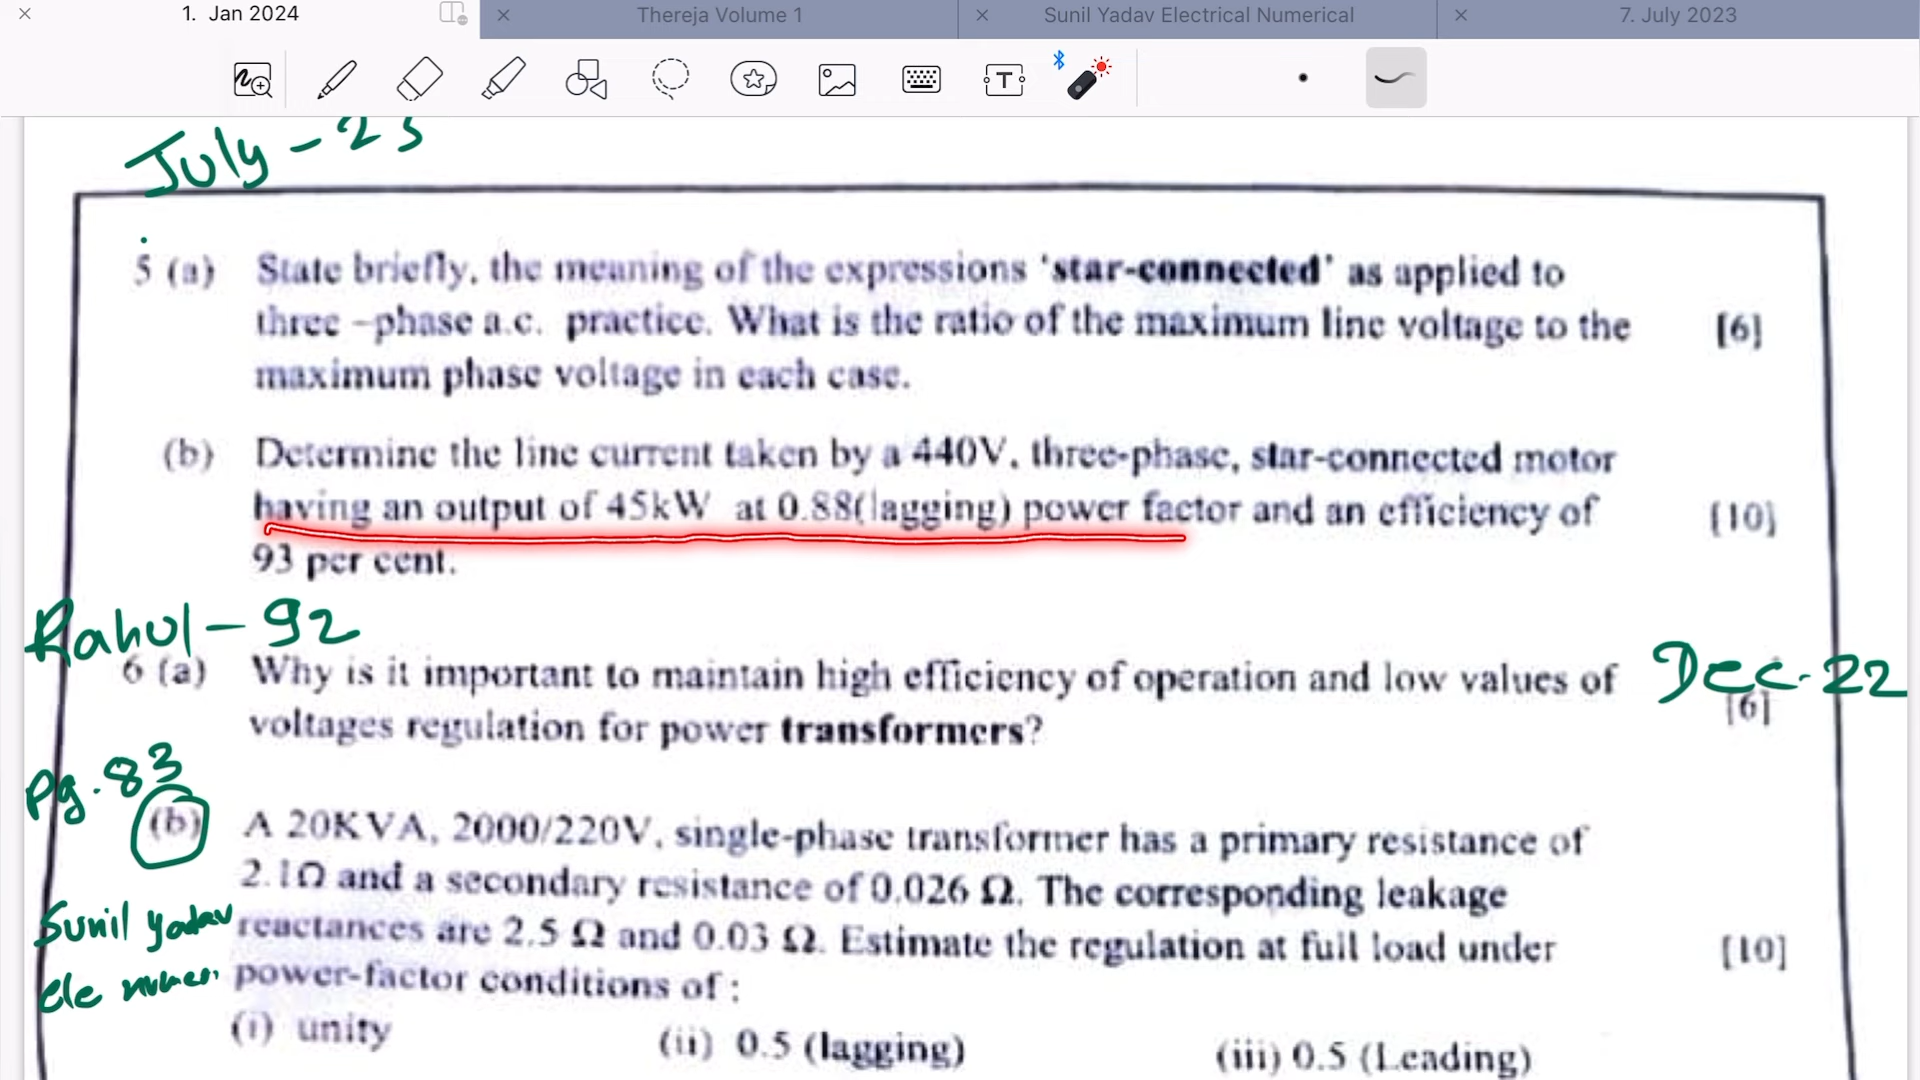 1. Jan 2024
Thereja Volume 1
Sunil Yadav Electrical Numerical
7. July 2023
July - 23
5 (a) State briefly, the meaning of the expressions ‘star-connected’ as applied to
three –phase a.c. practice. What is the ratio of the maximum line voltage to the [6]
maximum phase voltage in each case.
(b) Determine the line current taken by a 440V, three-phase, star-connected motor
having an output of 45kW at 0.88(lagging) power factor and an efficiency of [10]
93 per cent.
Rahul - 92
6 (a) Why is it important to maintain high efficiency of operation and low values of Dec-22
voltages regulation for power transformers? [6]
Pg. 83
(b) A 20KVA, 2000/220V, single-phase transformer has a primary resistance of
2.1Ω and a secondary resistance of 0.026 Ω. The corresponding leakage
Sunil yadav reactances are 2.5 Ω and 0.03 Ω. Estimate the regulation at full load under [10]
ele numer. power-factor conditions of :
(i) unity (ii) 0.5 (lagging) (iii) 0.5 (Leading)